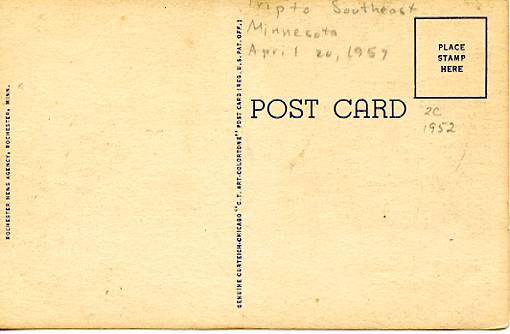 Trip to Southeast
Minnesota
April 20, 1957
PLACE
STAMP
HERE
POST CARD
2c
1952
GENUINE CURTEICH-CHICAGO "C.T. ART-COLORTONE" POST CARD (REG. U.S. PAT. OFF.)
ROCHESTER NEWS AGENCY, ROCHESTER, MINN.